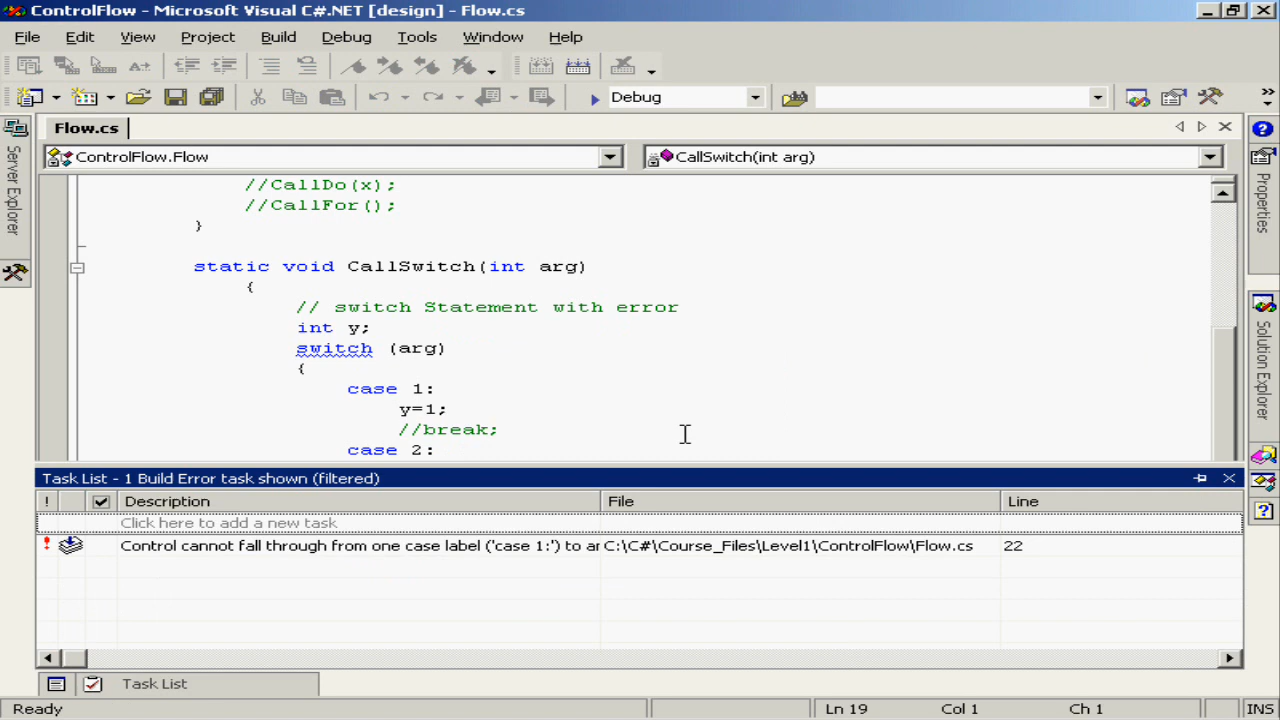 ControlFlow - Microsoft Visual C#.NET [design] - Flow.cs
File Edit View Project Build Debug Tools Window Help
Debug
Flow.cs
ControlFlow.Flow CallSwitch(int arg)
Server Explorer
Properties
Solution Explorer
//CallDo(x);
//CallFor();
}
static void CallSwitch(int arg)
{
// switch Statement with error
int y;
switch (arg)
{
case 1:
y=1;
//break;
case 2:
Task List - 1 Build Error task shown (filtered)
! Description File Line
Click here to add a new task
Control cannot fall through from one case label ('case 1:') to ar C:\C#\Course_Files\Level1\ControlFlow\Flow.cs 22
Task List
Ready Ln 19 Col 1 Ch 1 INS